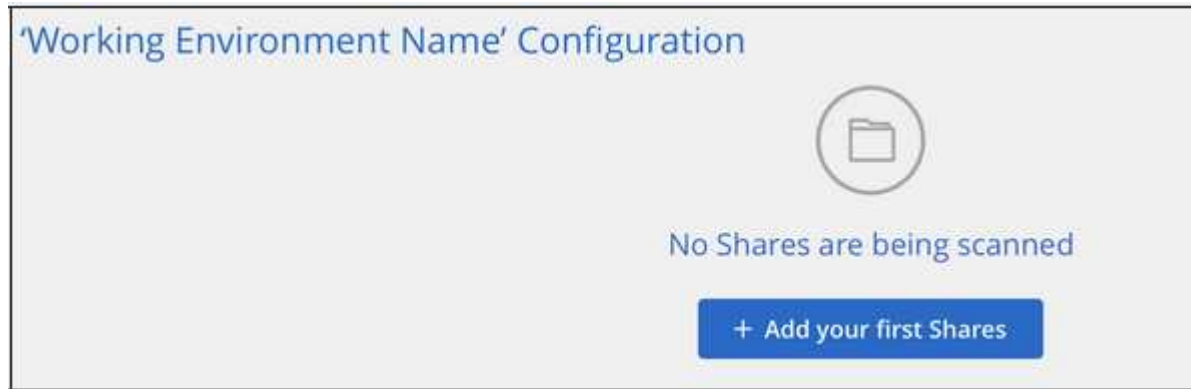 ‘Working Environment Name’ Configuration
No Shares are being scanned
+ Add your first Shares